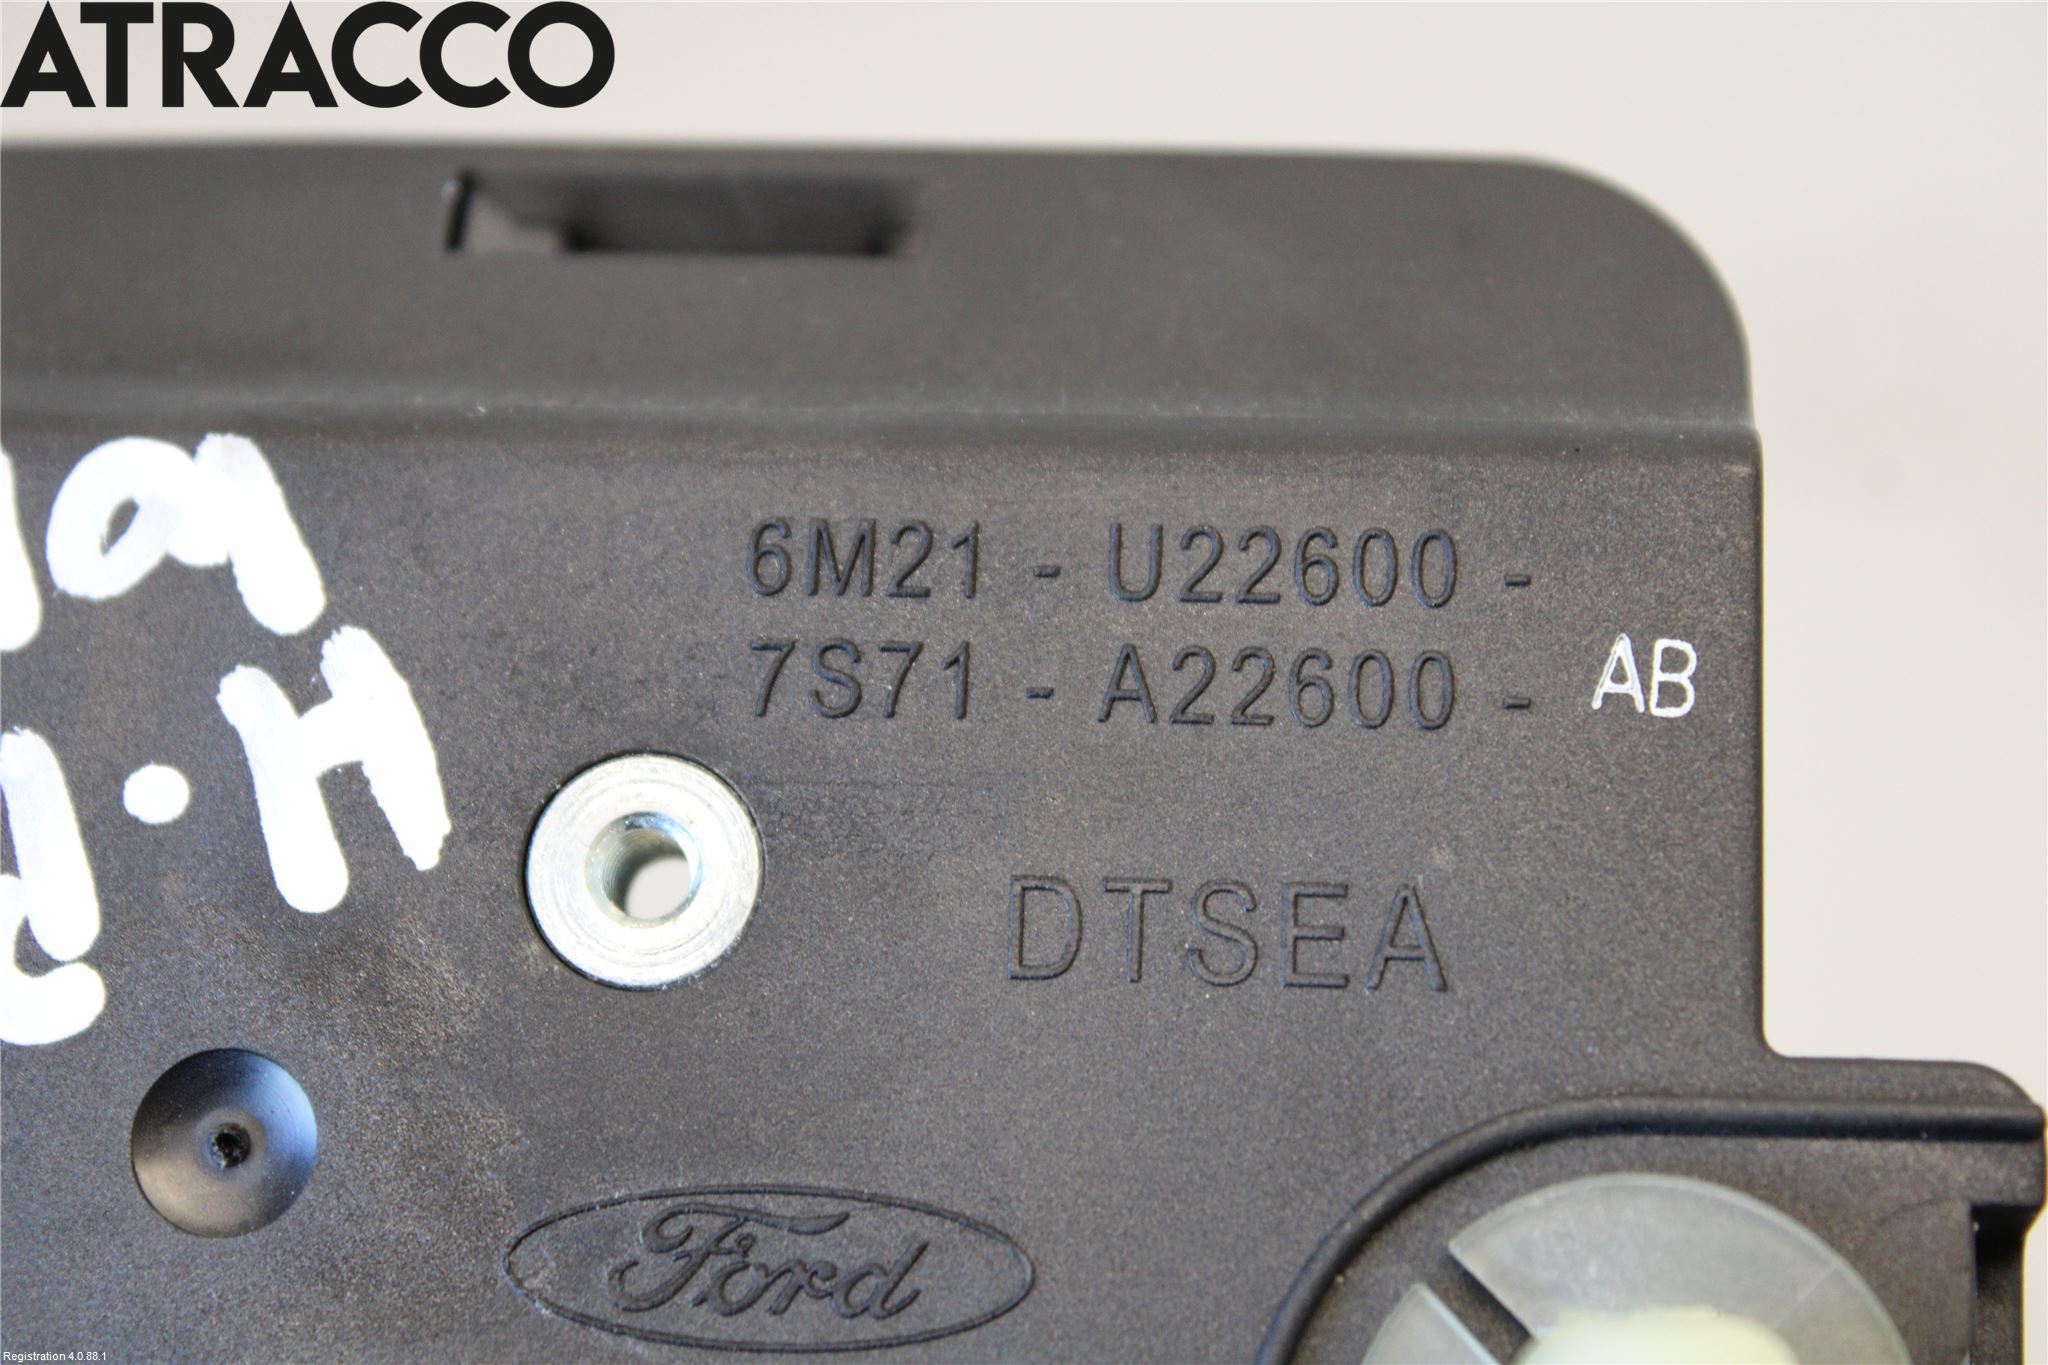 ATRACCO
6M21 - U22600 -
7S71 - A22600 - AB
H.
DTSEA
Ford
Registration 4.0.88.1